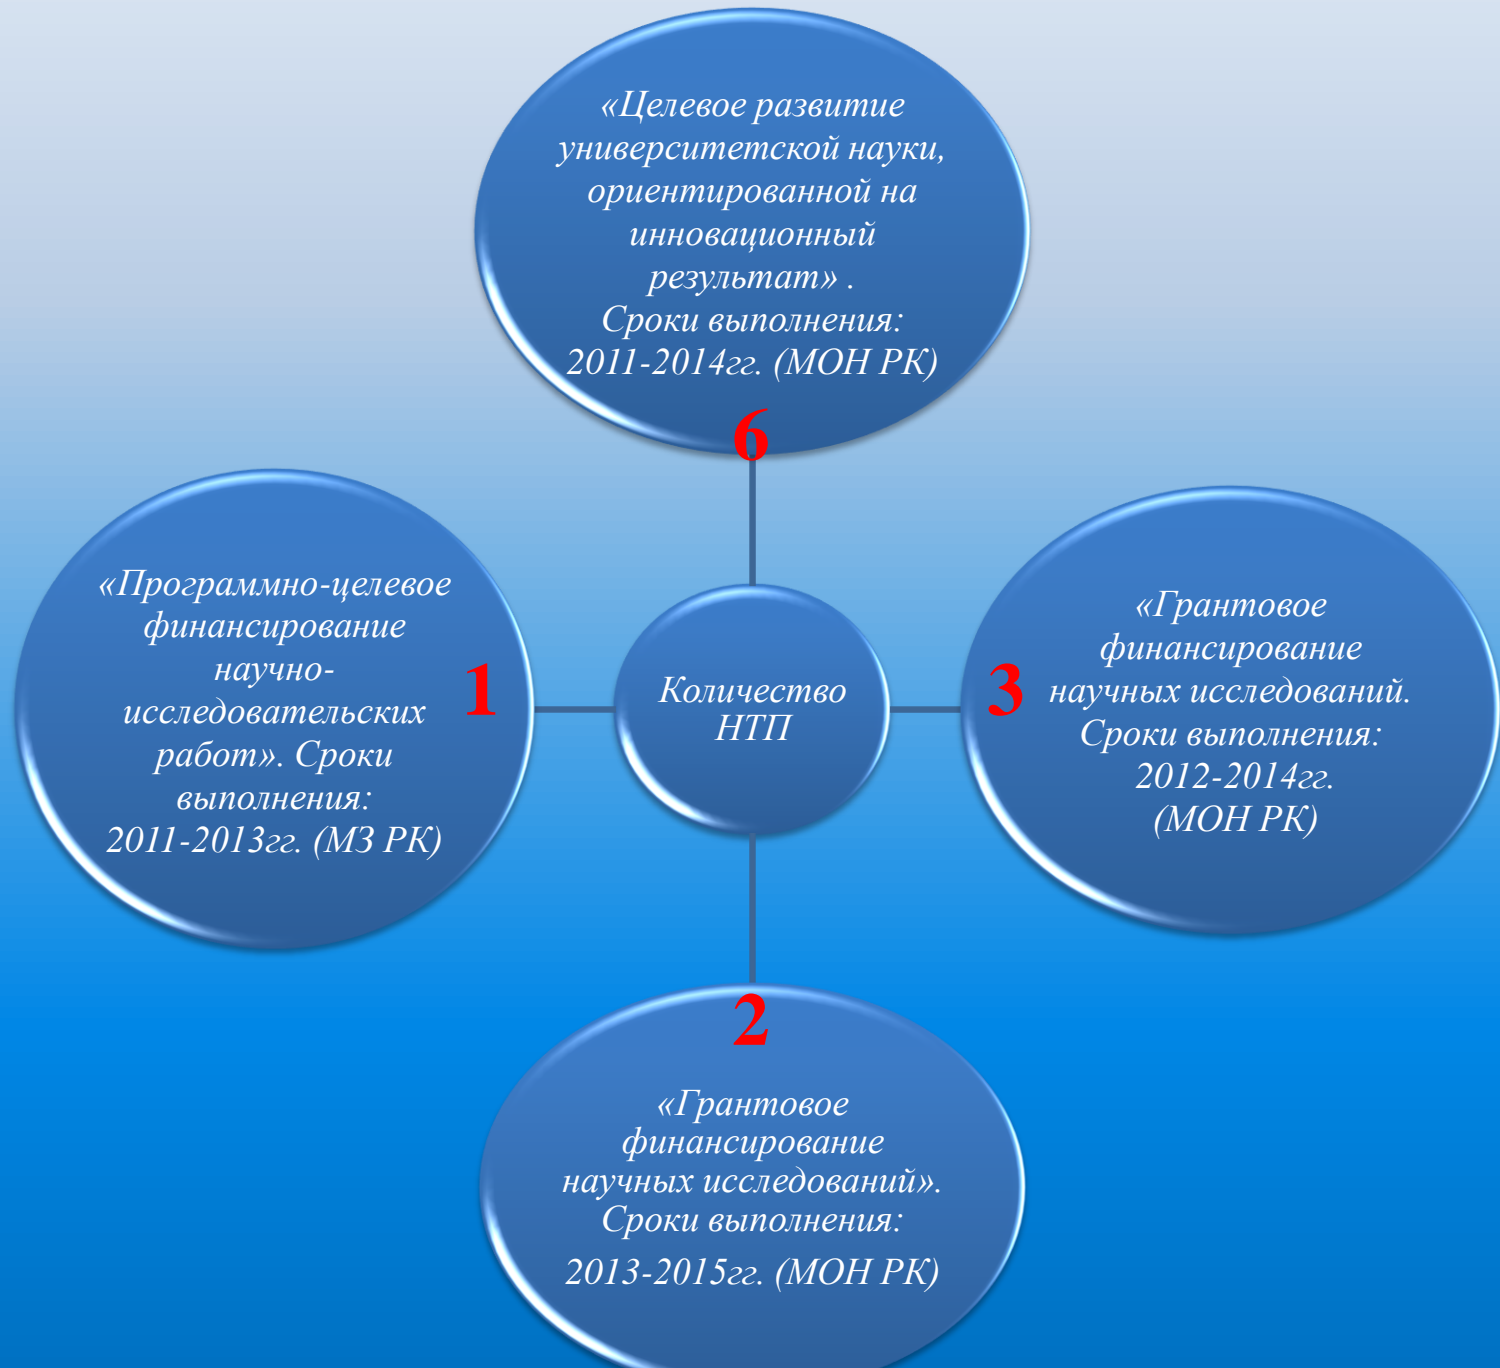 «Целевое развитие
университетской науки,
ориентированной на
инновационный
результат» .
Сроки выполнения:
2011-2014гг. (МОН РК)
6
«Программно-целевое
финансирование
научно-
исследовательских
работ». Сроки
выполнения:
2011-2013гг. (МЗ РК)
1
Количество
НТП
3
«Грантовое
финансирование
научных исследований.
Сроки выполнения:
2012-2014гг.
(МОН РК)
2
«Грантовое
финансирование
научных исследований».
Сроки выполнения:
2013-2015гг. (МОН РК)